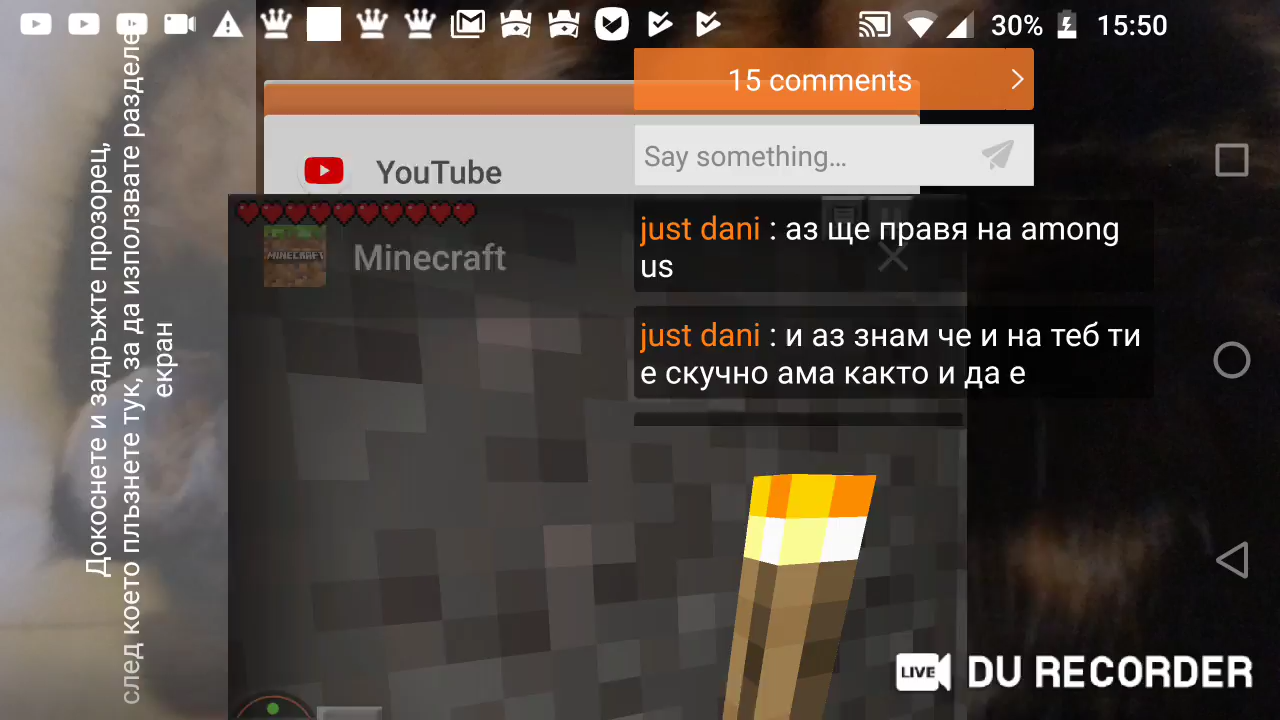 30% 15:50
15 comments
Say something…
YouTube
just dani : аз ще правя на among
us
MINECRAFT
Minecraft
just dani : и аз знам че и на теб ти
е скучно ама както и да е
Докоснете и задръжте прозорец,
след което плъзнете тук, за да използвате разделен
екран
LIVE DU RECORDER